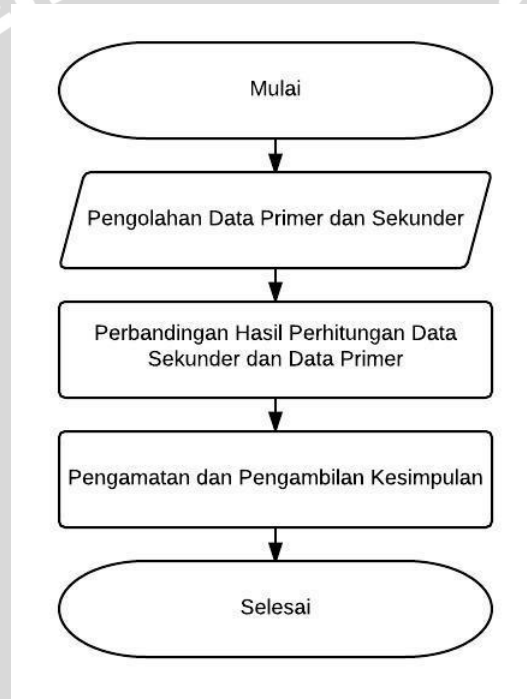 Mulai
Pengolahan Data Primer dan Sekunder
Perbandingan Hasil Perhitungan Data
Sekunder dan Data Primer
Pengamatan dan Pengambilan Kesimpulan
Selesai